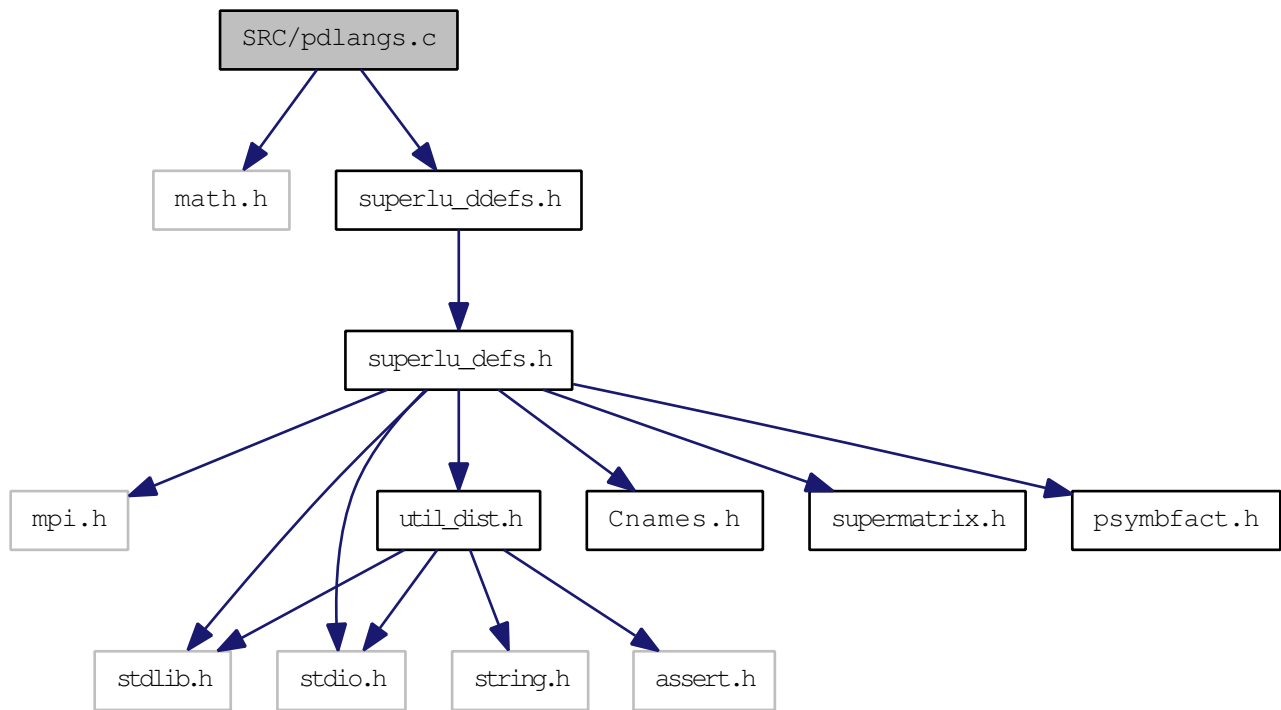 SRC/pdlangs.c
math.h
superlu_ddefs.h
superlu_defs.h
mpi.h
util_dist.h
Cnames.h
supermatrix.h
psymbfact.h
stdlib.h
stdio.h
string.h
assert.h